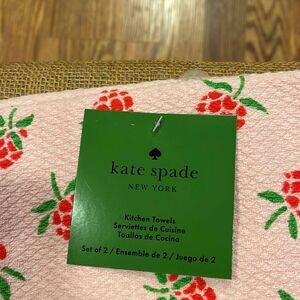 kate spade
NEW YORK
Kitchen Towels
Serviettes de Cuisine
Toallas de Cocina
Set of 2 / Ensemble de 2 / Juego de 2